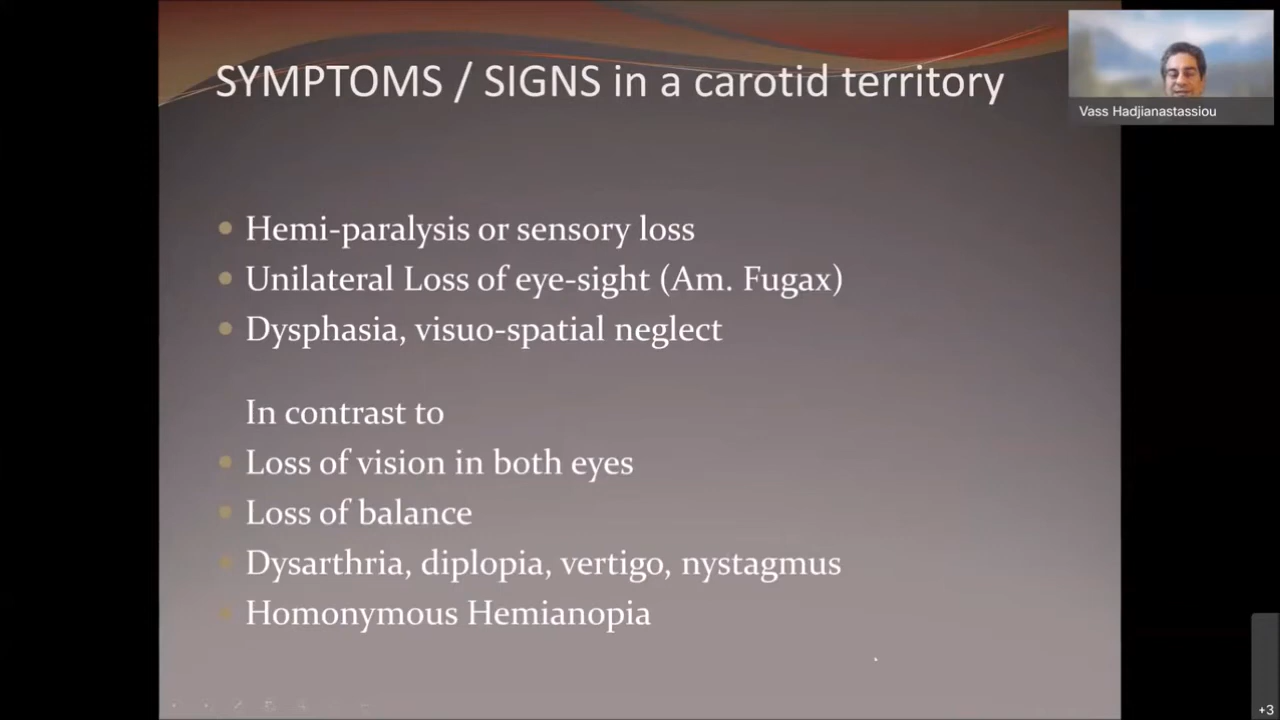 SYMPTOMS / SIGNS in a carotid territory
Vass Hadjianastassiou
Hemi-paralysis or sensory loss
Unilateral Loss of eye-sight (Am. Fugax)
Dysphasia, visuo-spatial neglect
In contrast to
Loss of vision in both eyes
Loss of balance
Dysarthria, diplopia, vertigo, nystagmus
Homonymous Hemianopia
+3